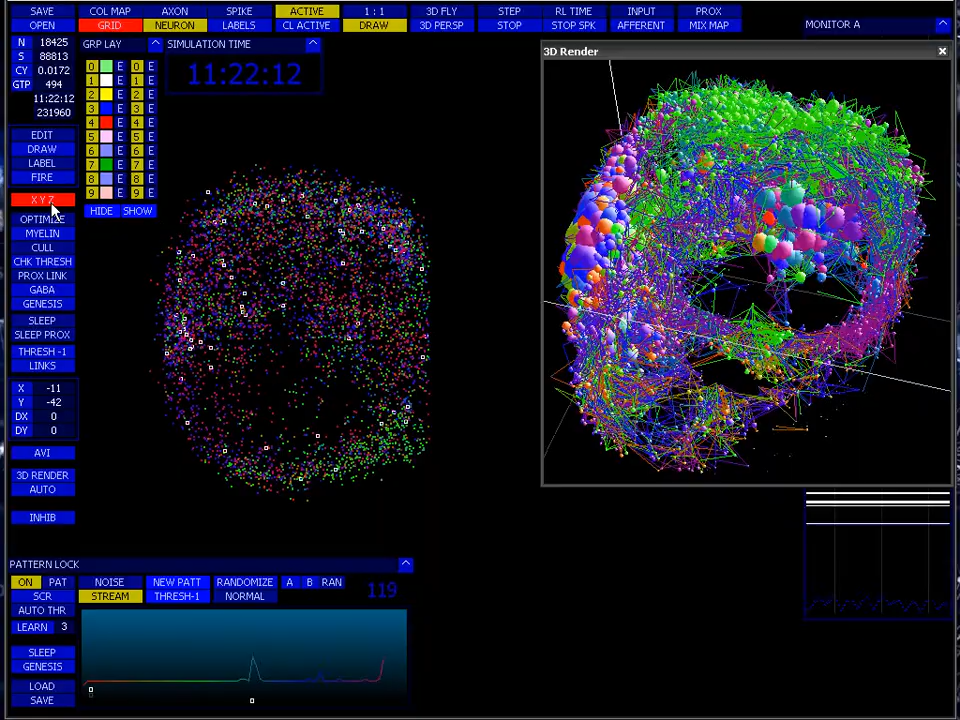 SAVE COL MAP AXON SPIKE ACTIVE 1 : 1 3D FLY STEP RL TIME INPUT PROX
OPEN GRID NEURON LABELS CL ACTIVE DRAW 3D PERSP STOP STOP SPK AFFERENT MIX MAP MONITOR A
N 18425
S 88813
CY 0.0172
GTP 494
11:22:12
231960
GRP LAY
0 E 0 E
1 E 1 E
2 E 2 E
3 E 3 E
4 E 4 E
5 E 5 E
6 E 6 E
7 E 7 E
8 E 8 E
9 E 9 E
HIDE SHOW
SIMULATION TIME
11:22:12
3D Render
EDIT
DRAW
LABEL
FIRE
X Y Z
OPTIMIZE
MYELIN
CULL
CHK THRESH
PROX LINK
GABA
GENESIS
SLEEP
SLEEP PROX
THRESH -1
LINKS
X -11
Y -42
DX 0
DY 0
AVI
3D RENDER
AUTO
INHIB
PATTERN LOCK
ON PAT NOISE NEW PATT RANDOMIZE A B RAN 119
SCR STREAM THRESH-1 NORMAL
AUTO THR
LEARN 3
SLEEP
GENESIS
LOAD
SAVE